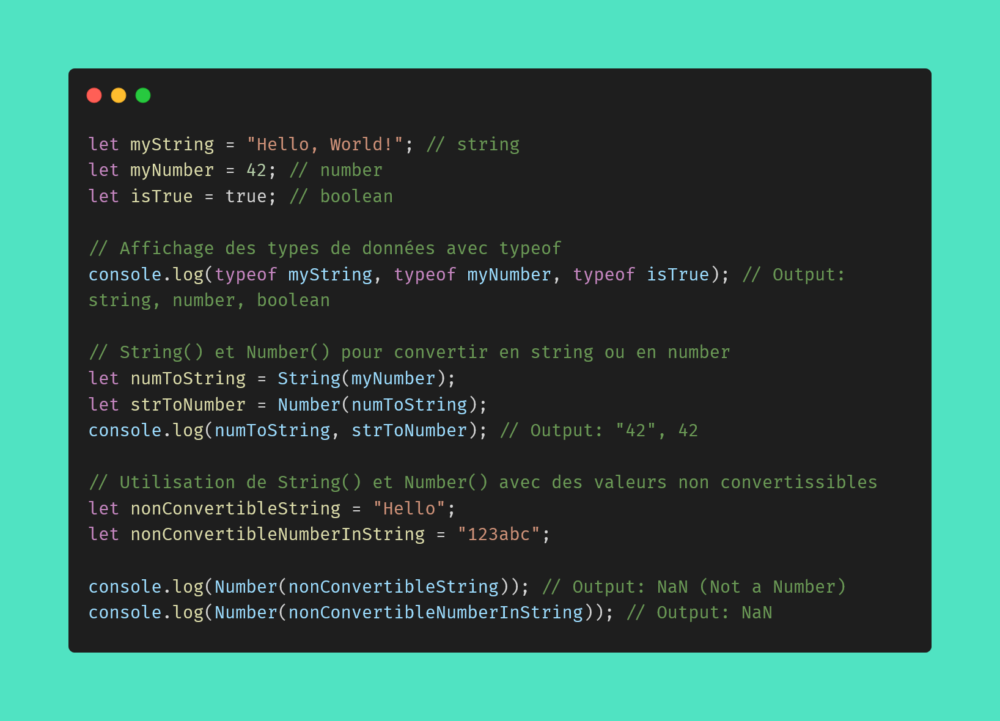 let myString = "Hello, World!"; // string
let myNumber = 42; // number
let isTrue = true; // boolean
// Affichage des types de données avec typeof
console.log(typeof myString, typeof myNumber, typeof isTrue); // Output:
string, number, boolean
// String() et Number() pour convertir en string ou en number
let numToString = String(myNumber);
let strToNumber = Number(numToString);
console.log(numToString, strToNumber); // Output: "42", 42
// Utilisation de String() et Number() avec des valeurs non convertissibles
let nonConvertibleString = "Hello";
let nonConvertibleNumberInString = "123abc";
console.log(Number(nonConvertibleString)); // Output: NaN (Not a Number)
console.log(Number(nonConvertibleNumberInString)); // Output: NaN